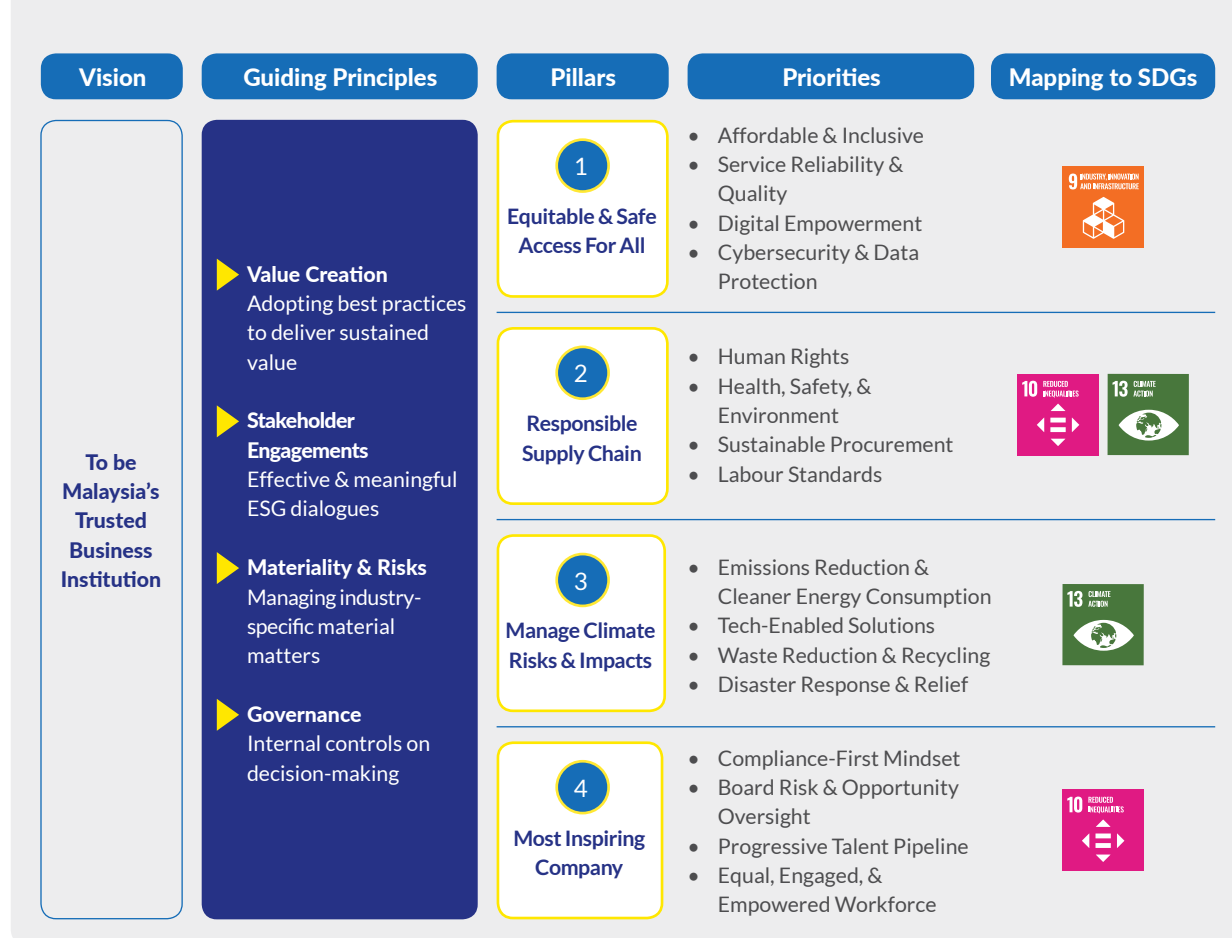 Vision
Guiding Principles
Pillars
Priorities
Mapping to SDGs
To be
Malaysia's
Trusted
Business
Institution
Value Creation
Adopting best practices
to deliver sustained
value
Stakeholder
Engagements
Effective & meaningful
ESG dialogues
Materiality & Risks
Managing industry-
specific material
matters
Governance
Internal controls on
decision-making
1
Equitable & Safe
Access For All
• Affordable & Inclusive
• Service Reliability &
Quality
• Digital Empowerment
• Cybersecurity & Data
Protection
9 INDUSTRY, INNOVATION
AND INFRASTRUCTURE
2
Responsible
Supply Chain
• Human Rights
• Health, Safety, &
Environment
• Sustainable Procurement
• Labour Standards
10 REDUCED
INEQUALITIES
13 CLIMATE
ACTION
3
Manage Climate
Risks & Impacts
• Emissions Reduction &
Cleaner Energy Consumption
• Tech-Enabled Solutions
• Waste Reduction & Recycling
• Disaster Response & Relief
13 CLIMATE
ACTION
4
Most Inspiring
Company
• Compliance-First Mindset
• Board Risk & Opportunity
Oversight
• Progressive Talent Pipeline
• Equal, Engaged, &
Empowered Workforce
10 REDUCED
INEQUALITIES